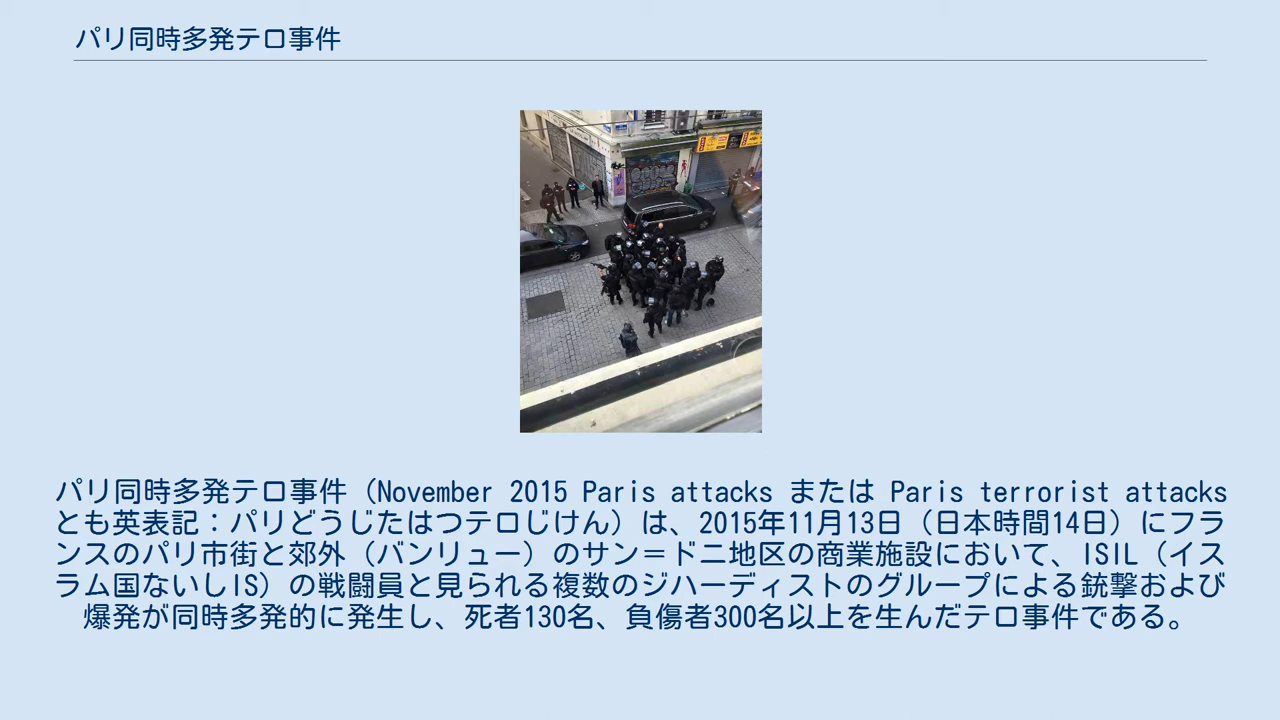 パリ同時多発テロ事件
パリ同時多発テロ事件（November 2015 Paris attacks または Paris terrorist attacks
とも英表記：パリどうじたはつテロじけん）は、2015年11月13日（日本時間14日）にフラ
ンスのパリ市街と郊外（バンリュー）のサン＝ドニ地区の商業施設において、ISIL（イス
ラム国ないしIS）の戦闘員と見られる複数のジハーディストのグループによる銃撃および
爆発が同時多発的に発生し、死者130名、負傷者300名以上を生んだテロ事件である。